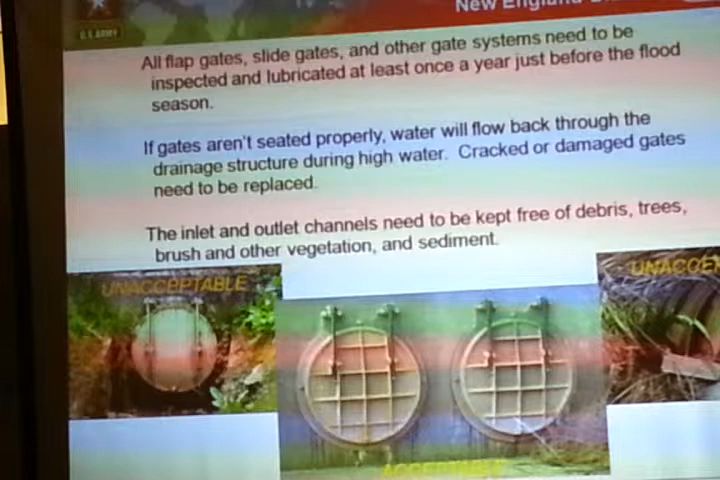 New England
U.S. ARMY
All flap gates, slide gates, and other gate systems need to be
inspected and lubricated at least once a year just before the flood
season.
If gates aren't seated properly, water will flow back through the
drainage structure during high water. Cracked or damaged gates
need to be replaced.
The inlet and outlet channels need to be kept free of debris, trees,
brush and other vegetation, and sediment.
UNACCEPTABLE
ACCEPTABLE